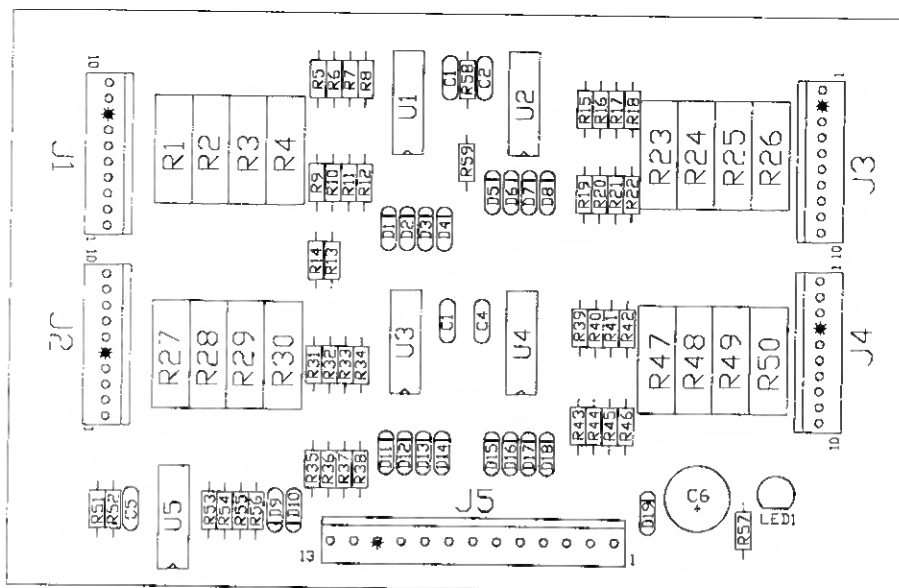 10
J1
1
R1
R2
R3
R4
R5
R6
R7
R8
U1
C1
R58
C2
U2
R59
R9
R10
R11
R12
D1
D2
D3
D4
D5
D6
D7
D8
R15
R16
R17
R18
R19
R20
R21
R22
R23
R24
R25
R26
1
J3
10
R14
R13
10
J2
1
R27
R28
R29
R30
R31
R32
R33
R34
U3
C1
C4
U4
R39
R40
R41
R42
R43
R44
R45
R46
R47
R48
R49
R50
1
J4
10
D11
D12
D13
D14
D15
D16
D17
D18
R35
R36
R37
R38
R51
R52
C5
U5
R53
R54
R55
R56
D9
D10
J5
13
1
D19
C6
+
R57
LED1